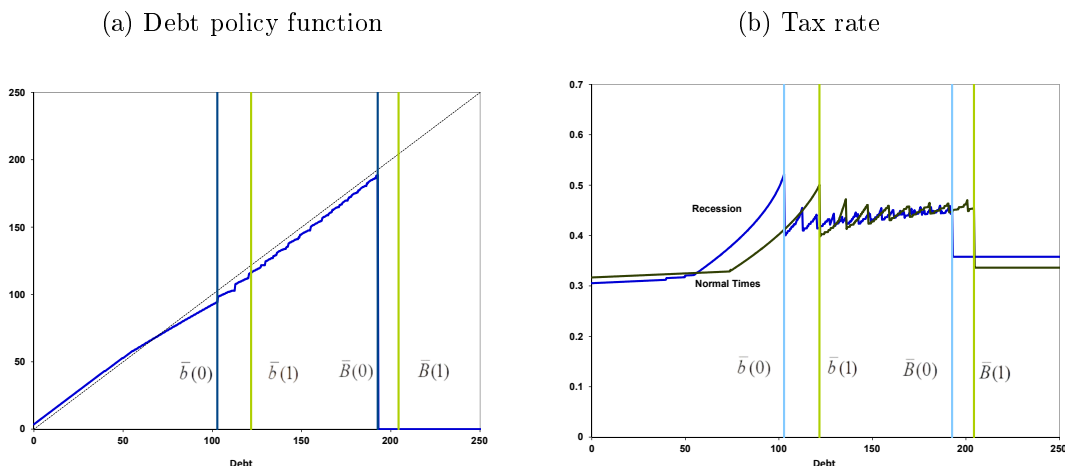 (a) Debt policy function
250
200
150
100
50
0
0 50 100 150 200 250
Debt
b̅(0) b̅(1) B̅(0) B̅(1)
(b) Tax rate
0.7
0.6
0.5
0.4
0.3
0.2
0.1
0
0 50 100 150 200 250
Debt
Recession
Normal Times
b̅(0) b̅(1) B̅(0) B̅(1)